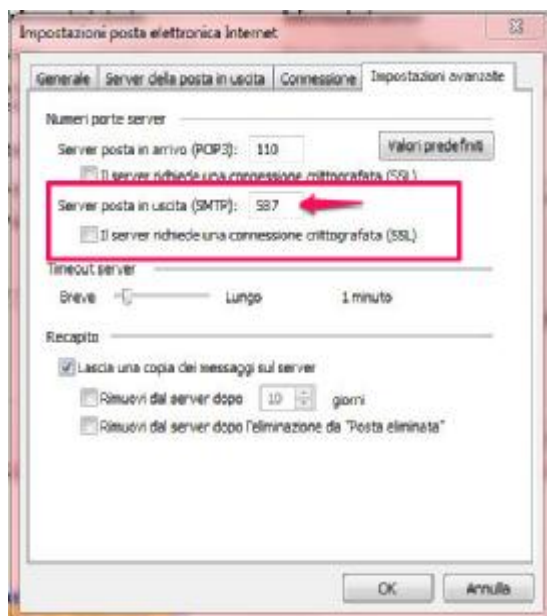 Impostazioni posta elettronica Internet
Generale Server della posta in uscita Connessione Impostazioni avanzate
Numeri porte server
Server posta in arrivo (POP3): 110 Valori predefiniti
Il server richiede una connessione crittografata (SSL)
Server posta in uscita (SMTP): 587
Il server richiede una connessione crittografata (SSL)
Timeout server
Breve Lungo 1 minuto
Recapito
Lascia una copia dei messaggi sul server
Rimuovi dal server dopo 10 giorni
Rimuovi dal server dopo l'eliminazione da "Posta eliminata"
OK Annulla